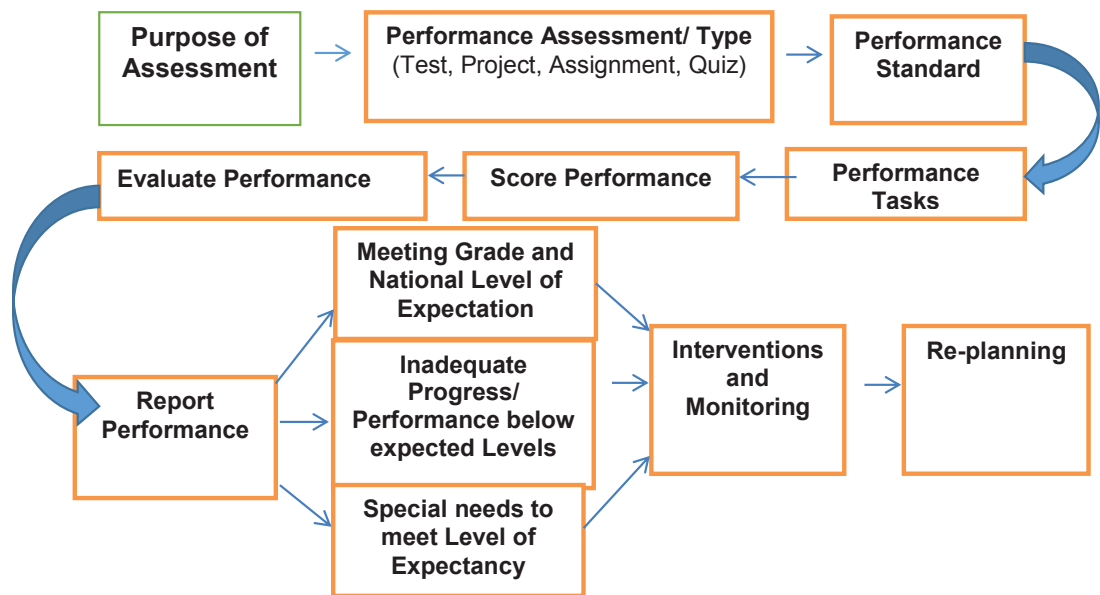 Purpose of
Assessment
Performance Assessment/ Type
(Test, Project, Assignment, Quiz)
Performance
Standard
Performance
Tasks
Score Performance
Evaluate Performance
Report
Performance
Meeting Grade and
National Level of
Expectation
Inadequate
Progress/
Performance below
expected Levels
Special needs to
meet Level of
Expectancy
Interventions
and
Monitoring
Re-planning